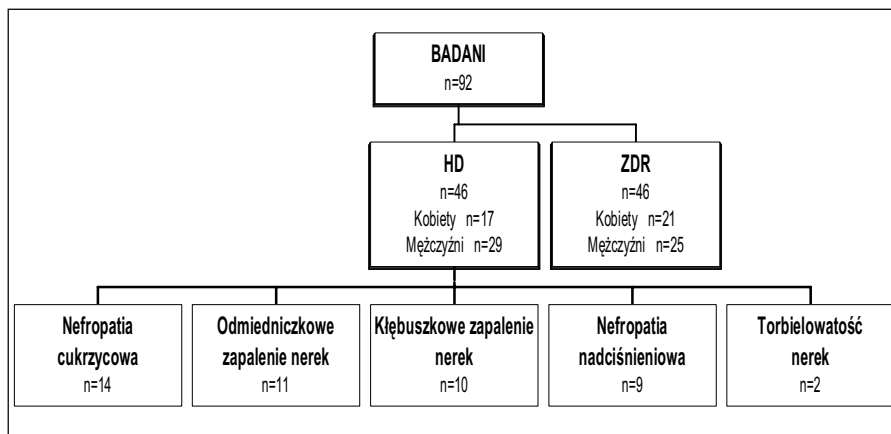 BADANI
n=92
HD
n=46
Kobiety n=17
Mężczyźni n=29
ZDR
n=46
Kobiety n=21
Mężczyźni n=25
Nefropatia
cukrzycowa
n=14
Odmiedniczkowe
zapalenie nerek
n=11
Kłębuszkowe zapalenie
nerek
n=10
Nefropatia
nadciśnieniowa
n=9
Torbielowatość
nerek
n=2